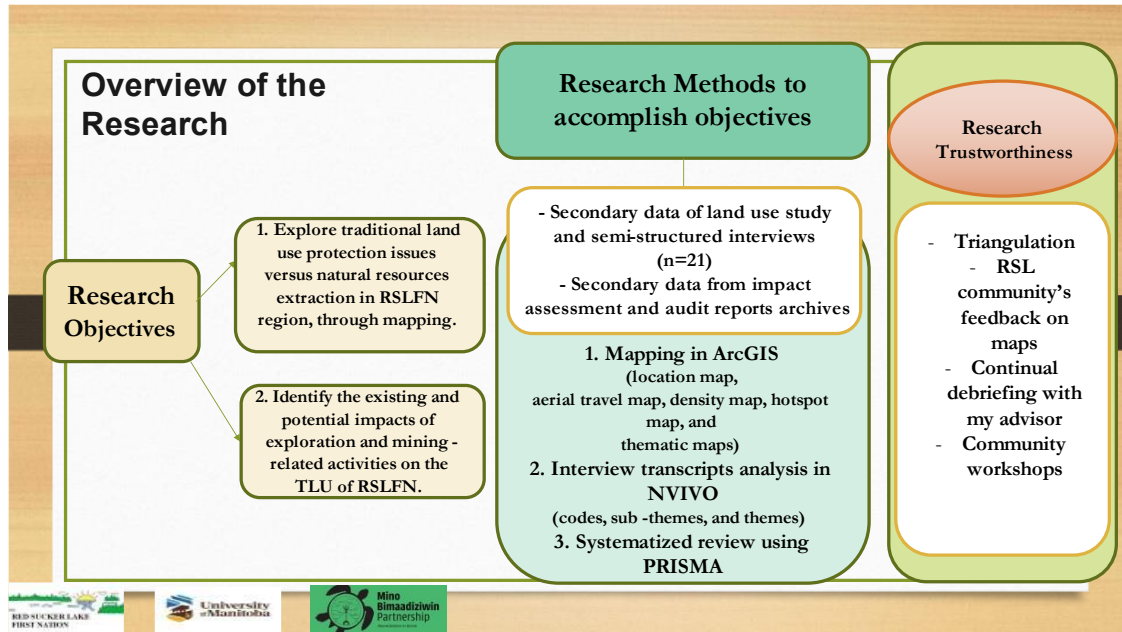 Overview of the
Research
Research
Objectives
1. Explore traditional land
use protection issues
versus natural resources
extraction in RSLFN
region, through mapping.
2. Identify the existing and
potential impacts of
exploration and mining -
related activities on the
TLU of RSLFN.
Research Methods to
accomplish objectives
- Secondary data of land use study
and semi-structured interviews
(n=21)
- Secondary data from impact
assessment and audit reports archives
1. Mapping in ArcGIS
(location map,
aerial travel map, density map, hotspot
map, and
thematic maps)
2. Interview transcripts analysis in
NVIVO
(codes, sub -themes, and themes)
3. Systematized review using
PRISMA
Research
Trustworthiness
- Triangulation
- RSL
community's
feedback on
maps
- Continual
debriefing with
my advisor
- Community
workshops
RED SUCKER LAKE
FIRST NATION
University
of Manitoba
Mino
Bimaadiziwin
Partnership